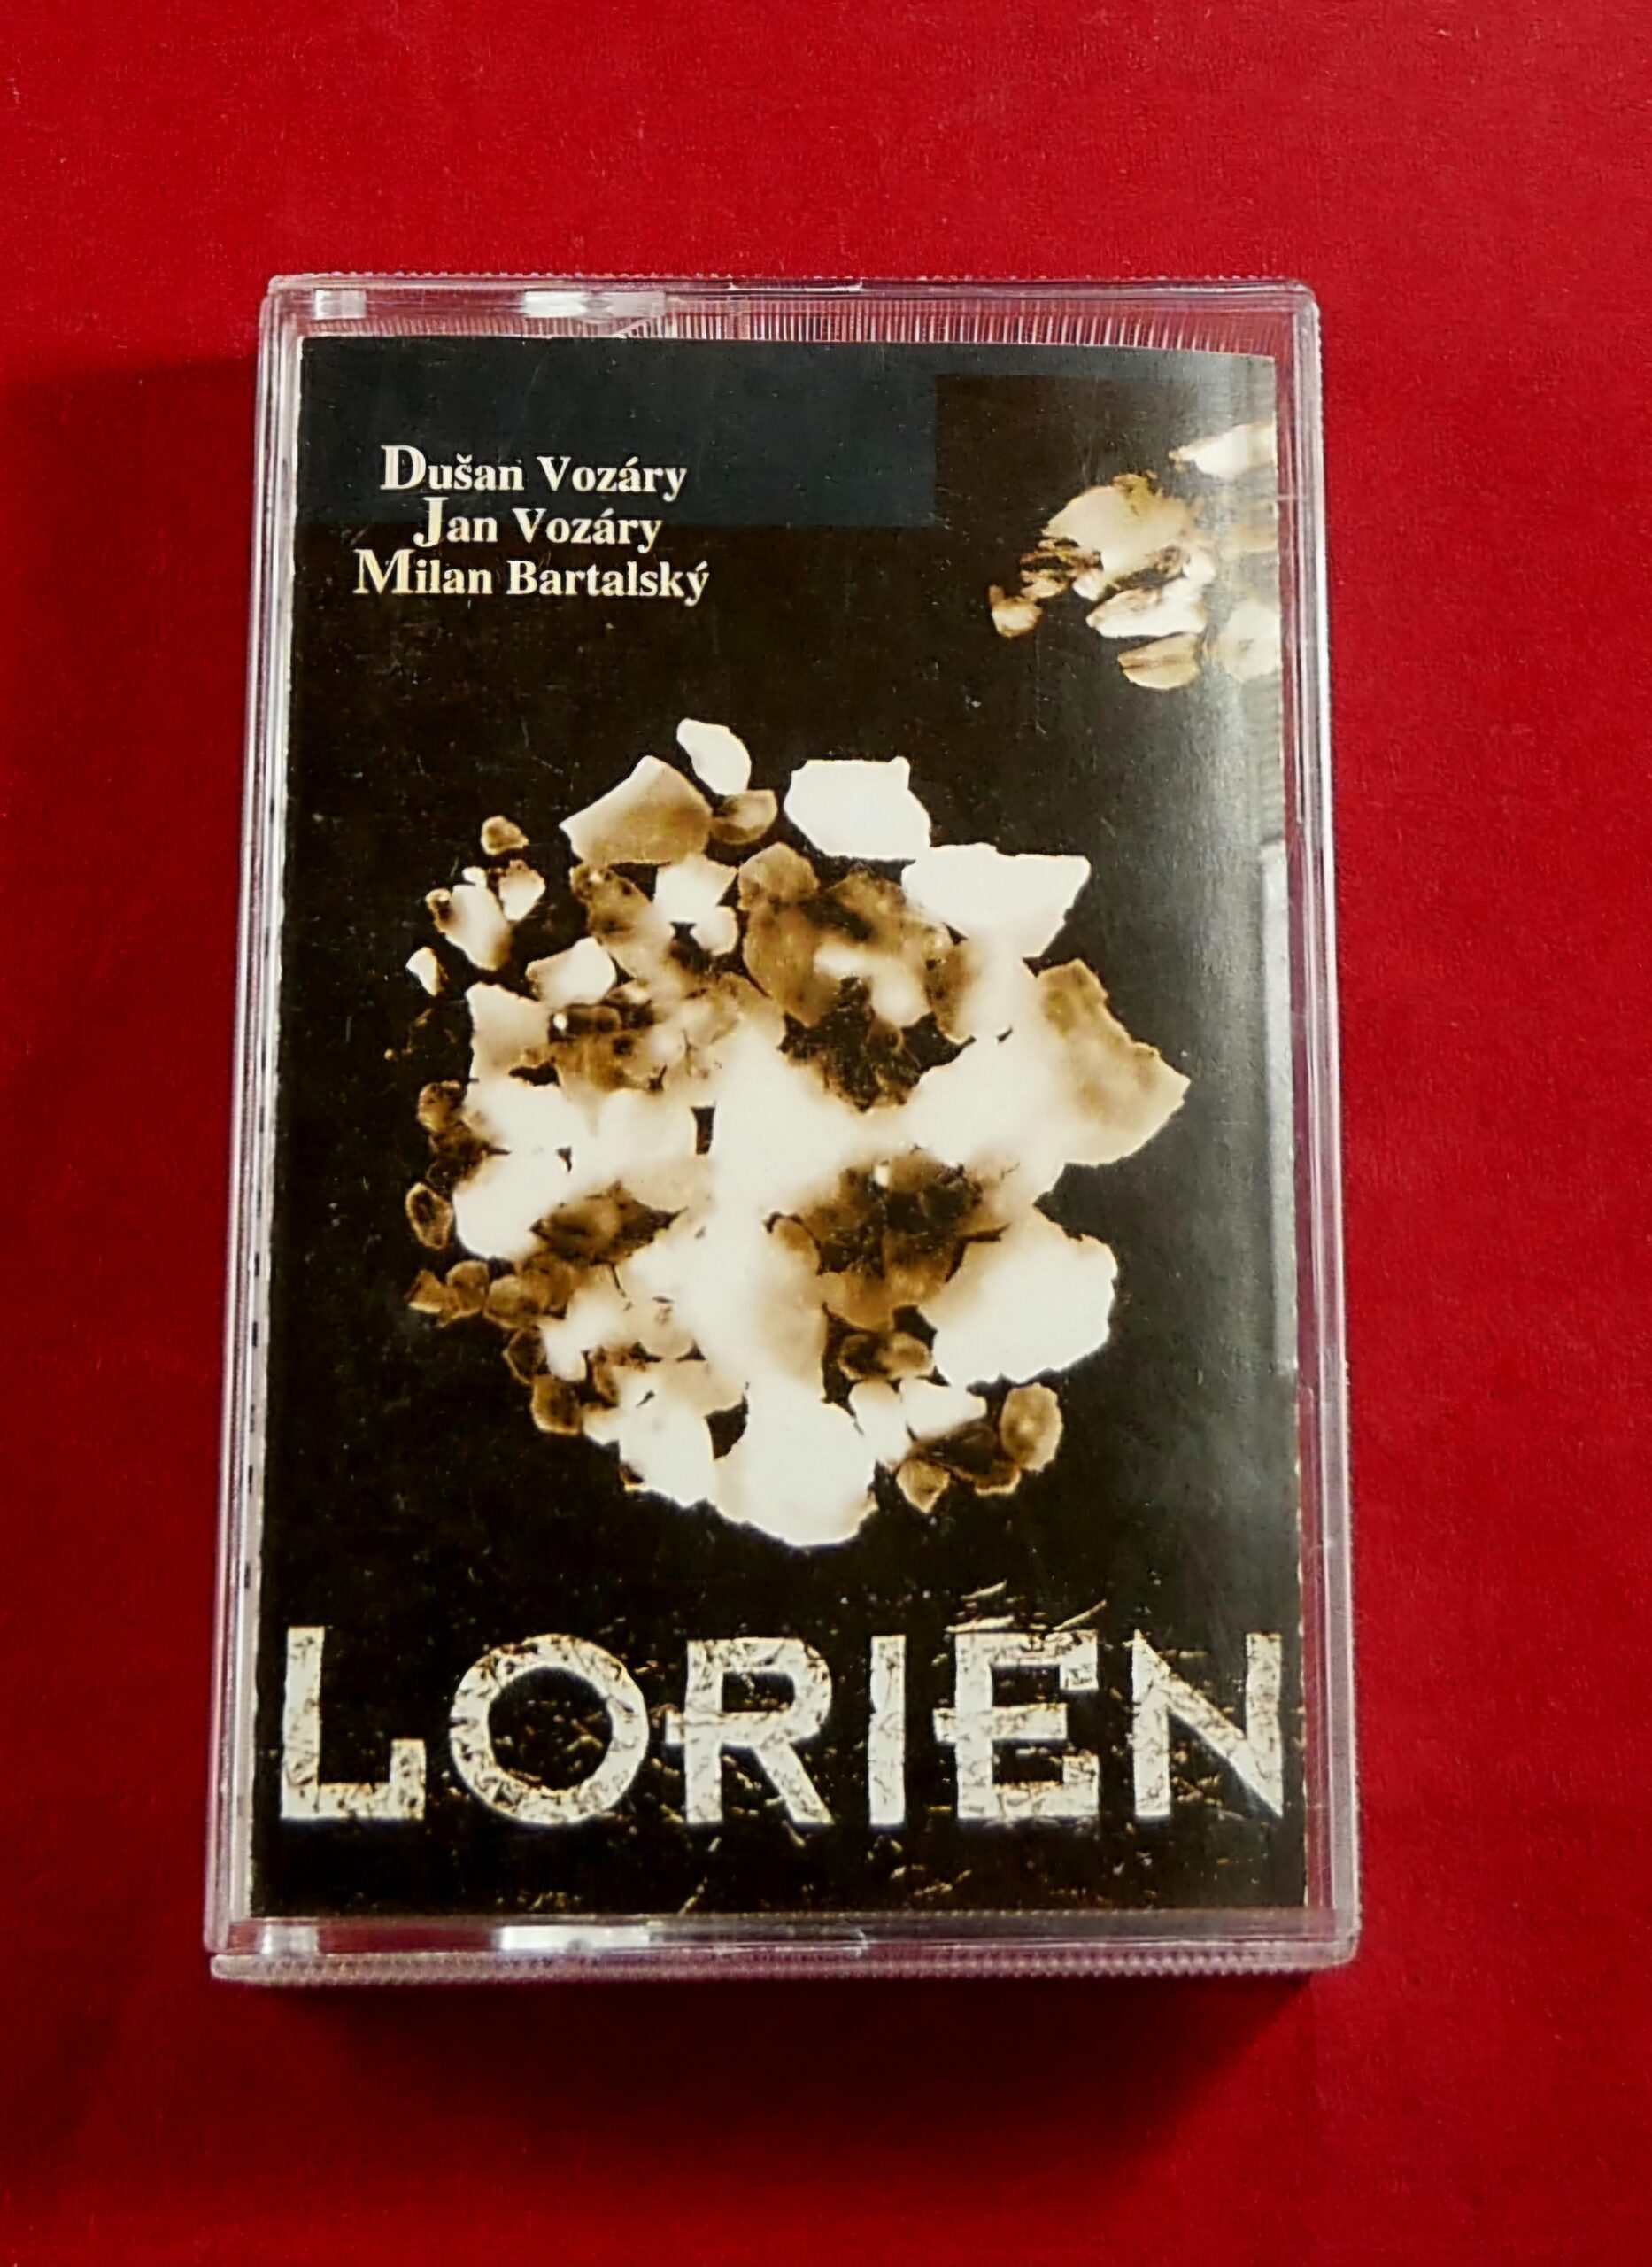 Dušan Vozáry
Jan Vozáry
Milan Bartalský
LORIEN